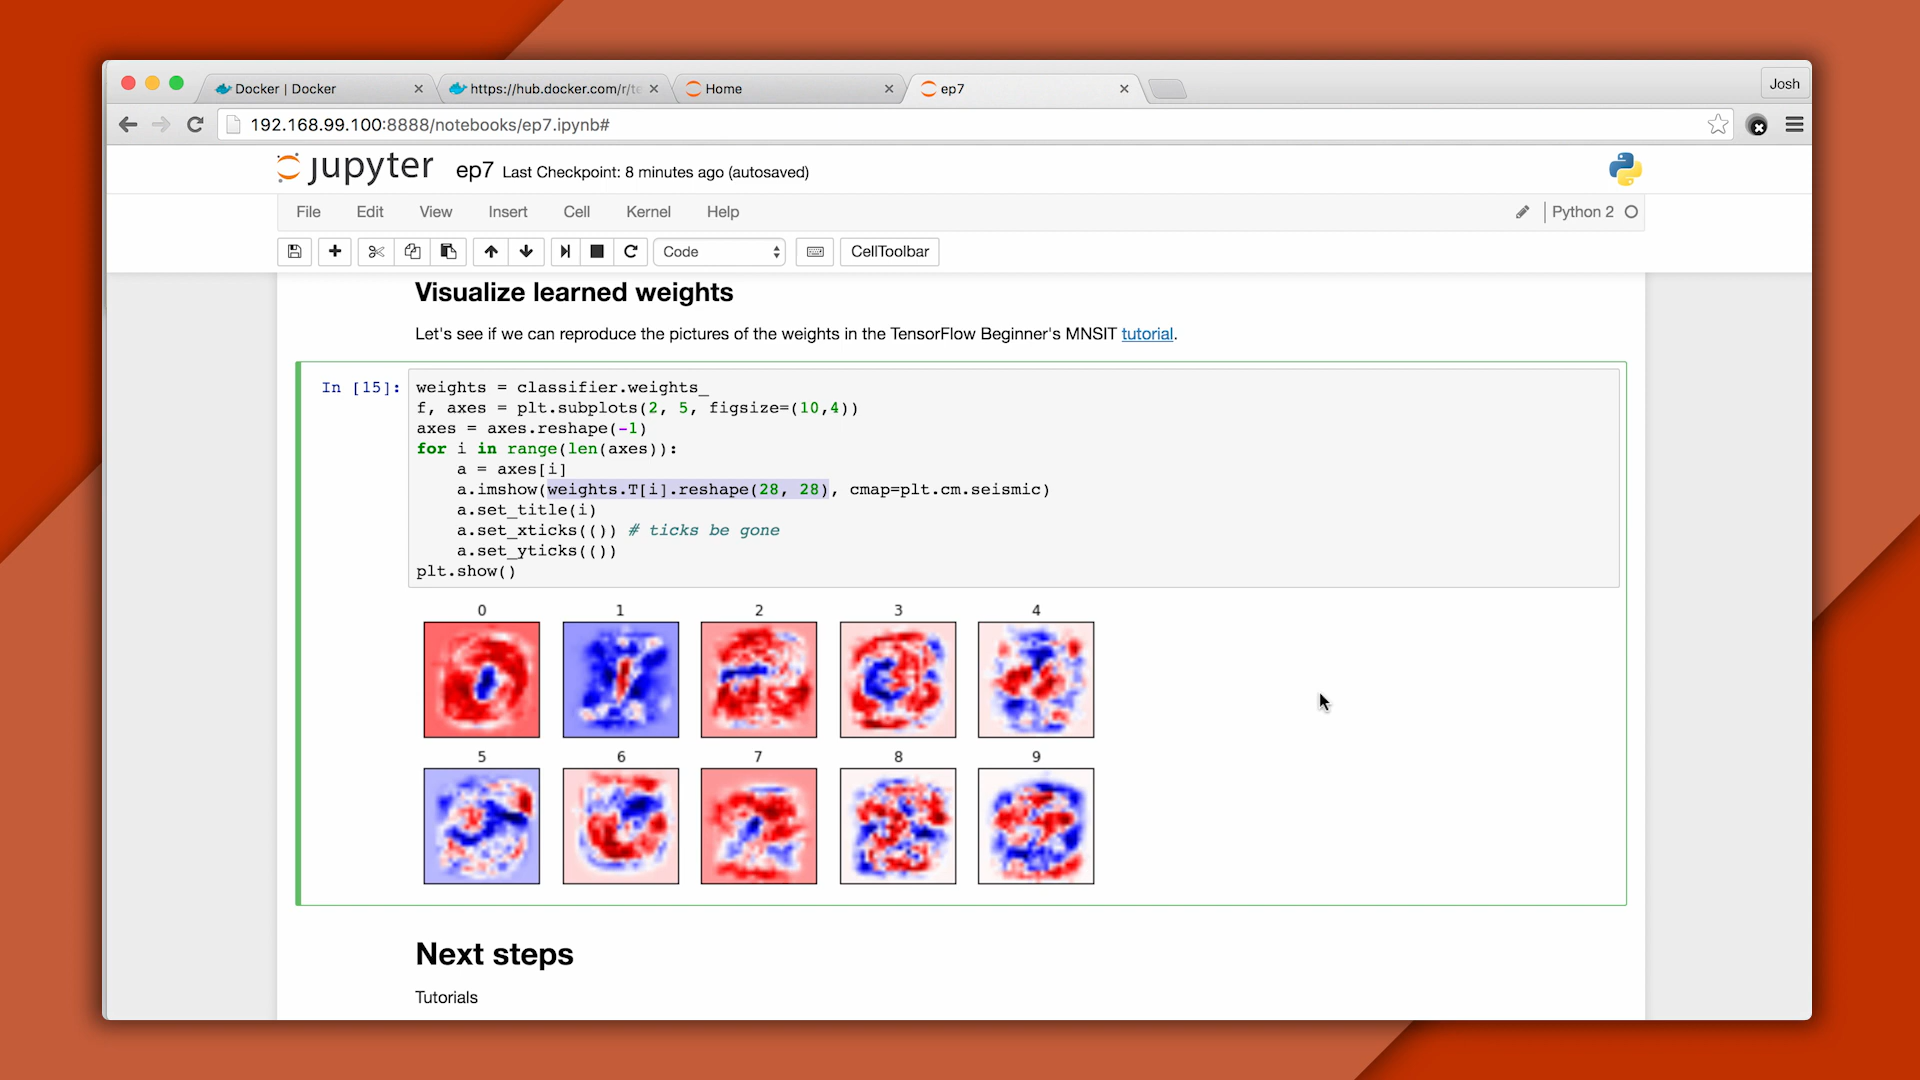 Docker | Docker
https://hub.docker.com/r/te
Home
ep7
Josh
192.168.99.100:8888/notebooks/ep7.ipynb#
jupyter ep7 Last Checkpoint: 8 minutes ago (autosaved)
File Edit View Insert Cell Kernel Help Python 2
Code CellToolbar
Visualize learned weights
Let's see if we can reproduce the pictures of the weights in the TensorFlow Beginner's MNSIT tutorial.
In [15]: weights = classifier.weights_
f, axes = plt.subplots(2, 5, figsize=(10,4))
axes = axes.reshape(-1)
for i in range(len(axes)):
    a = axes[i]
    a.imshow(weights.T[i].reshape(28, 28), cmap=plt.cm.seismic)
    a.set_title(i)
    a.set_xticks(()) # ticks be gone
    a.set_yticks(())
plt.show()
0 1 2 3 4
5 6 7 8 9
Next steps
Tutorials